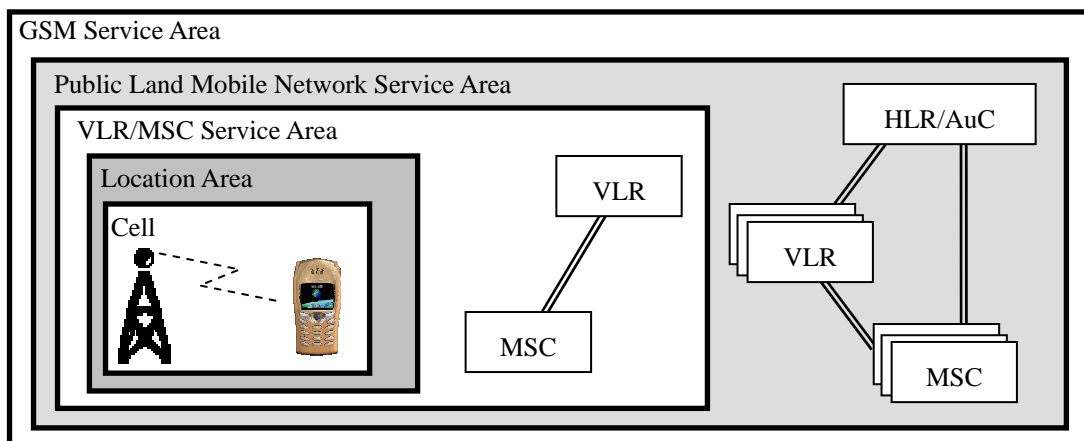 GSM Service Area
Public Land Mobile Network Service Area
VLR/MSC Service Area
Location Area
Cell
VLR
MSC
HLR/AuC
VLR
MSC